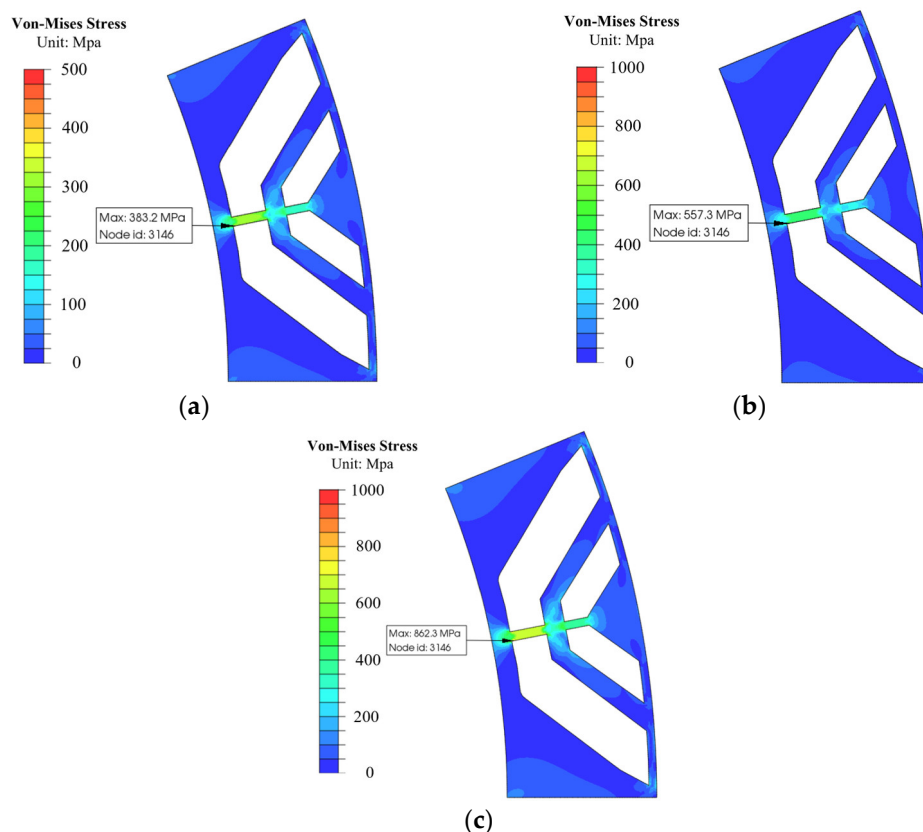 Von-Mises Stress
Unit: Mpa
500
400
300
200
100
0
Max: 383.2 MPa
Node id: 3146
(a)
Von-Mises Stress
Unit: Mpa
1000
800
600
400
200
0
Max: 557.3 MPa
Node id: 3146
(b)
Von-Mises Stress
Unit: Mpa
1000
800
600
400
200
0
Max: 862.3 MPa
Node id: 3146
(c)